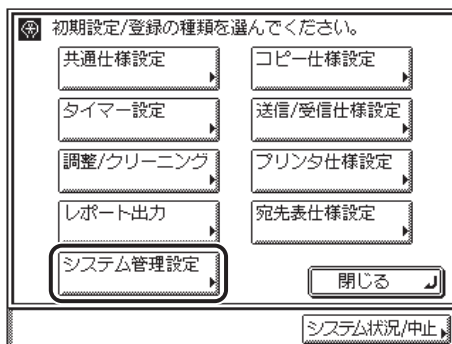 初期設定/登録の種類を選んでください。
共通仕様設定
コピー仕様設定
タイマー設定
送信/受信仕様設定
調整/クリーニング
プリンタ仕様設定
レポート出力
宛先表仕様設定
システム管理設定
閉じる
システム状況/中止